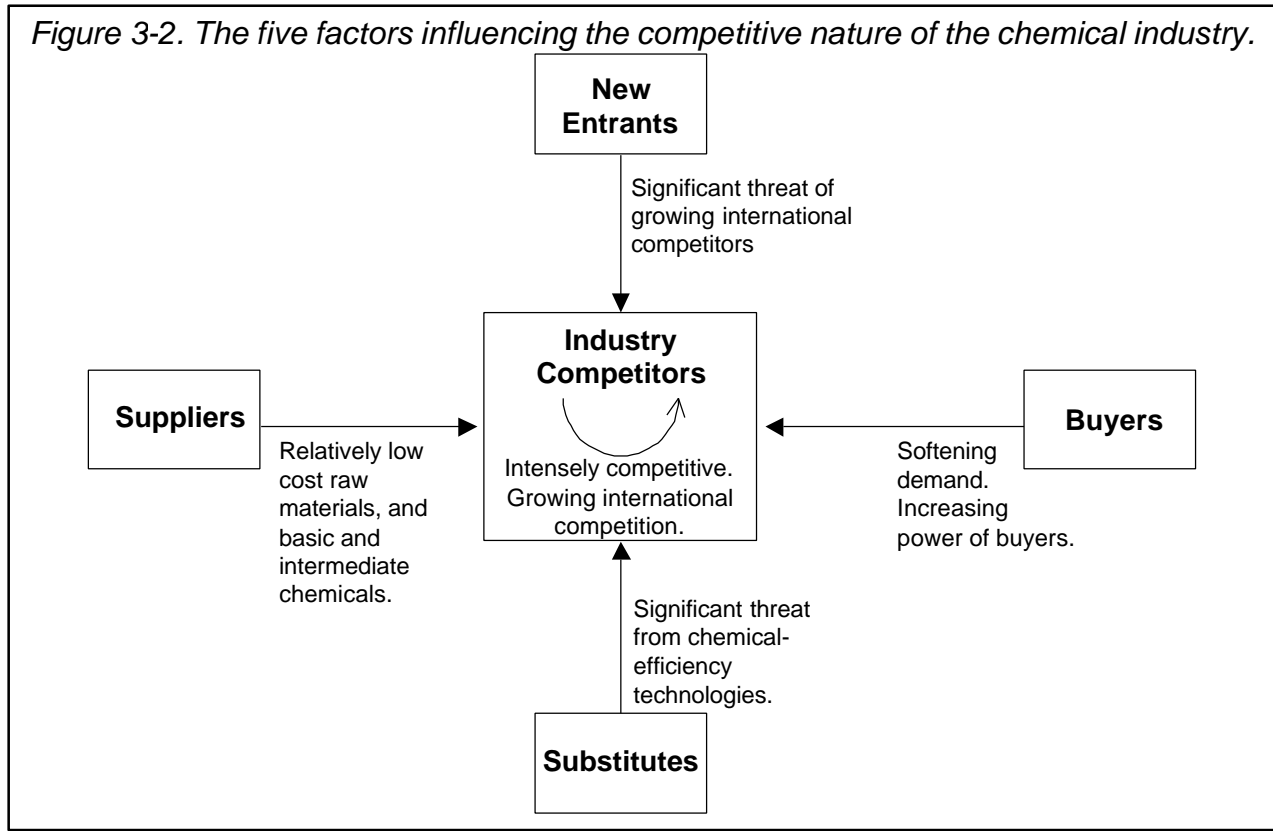 Figure 3-2. The five factors influencing the competitive nature of the chemical industry.
New
Entrants
Significant threat of
growing international
competitors
Industry
Competitors
Intensely competitive.
Growing international
competition.
Suppliers
Relatively low
cost raw
materials, and
basic and
intermediate
chemicals.
Buyers
Softening
demand.
Increasing
power of buyers.
Significant threat
from chemical-
efficiency
technologies.
Substitutes